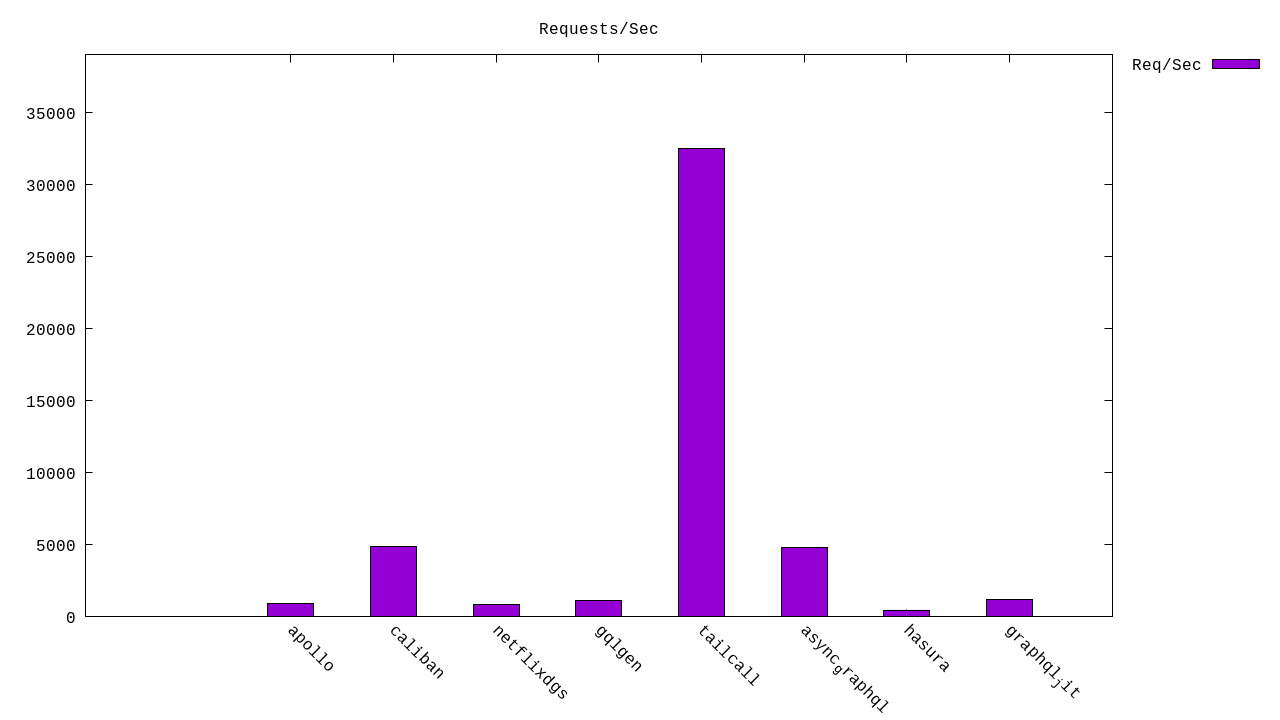 Requests/Sec
Req/Sec
35000
30000
25000
20000
15000
10000
5000
0
apollo
caliban
netflixdgs
gqlgen
tailcall
async_graphql
hasura
graphql_jit